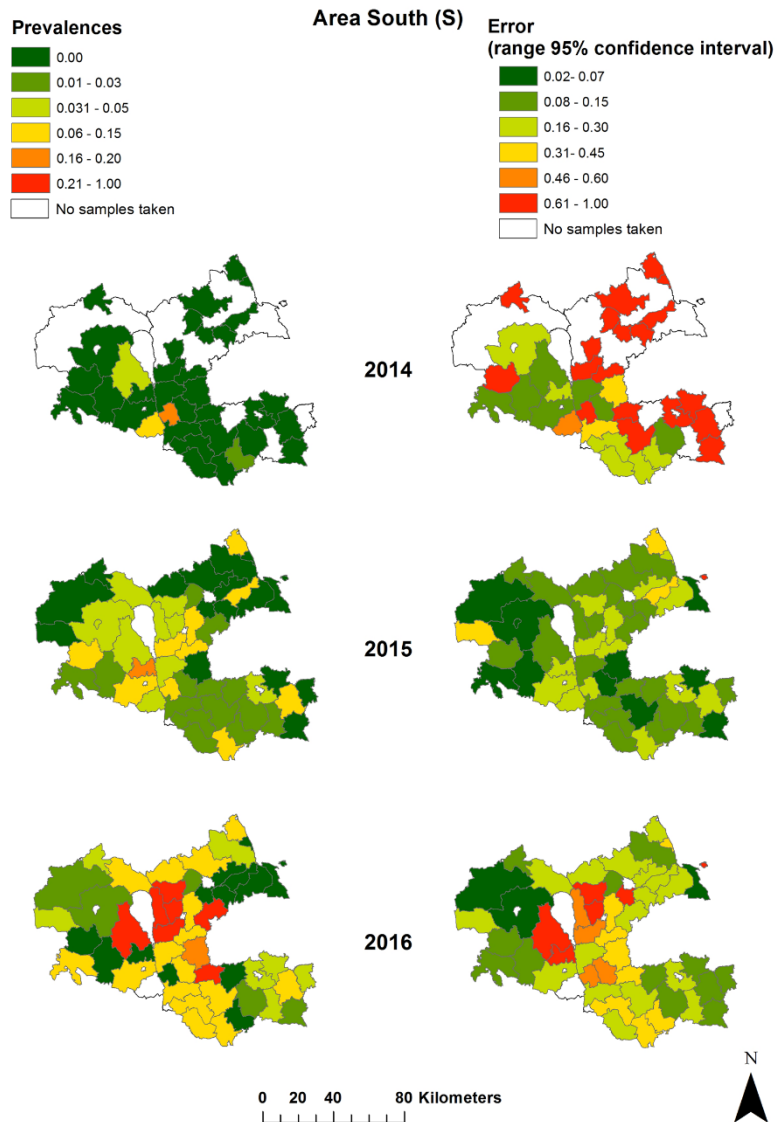 Area South (S)
Prevalences
0.00
0.01 - 0.03
0.031 - 0.05
0.06 - 0.15
0.16 - 0.20
0.21 - 1.00
No samples taken
Error
(range 95% confidence interval)
0.02- 0.07
0.08 - 0.15
0.16 - 0.30
0.31- 0.45
0.46 - 0.60
0.61 - 1.00
No samples taken
2014
2015
2016
N
0 20 40 80 Kilometers